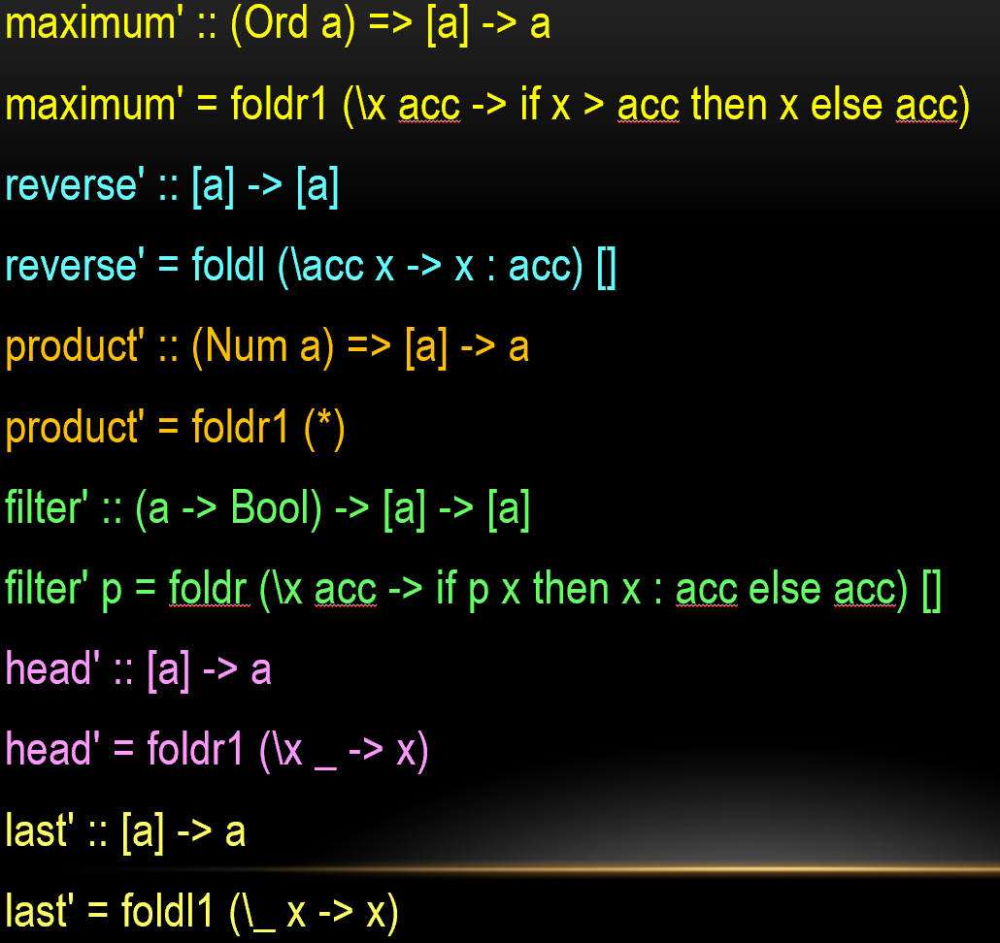 maximum' :: (Ord a) => [a] -> a
maximum' = foldr1 (\x acc -> if x > acc then x else acc)
reverse' :: [a] -> [a]
reverse' = foldl (\acc x -> x : acc) []
product' :: (Num a) => [a] -> a
product' = foldr1 (*)
filter' :: (a -> Bool) -> [a] -> [a]
filter' p = foldr (\x acc -> if p x then x : acc else acc) []
head' :: [a] -> a
head' = foldr1 (\x _ -> x)
last' :: [a] -> a
last' = foldl1 (\_ x -> x)